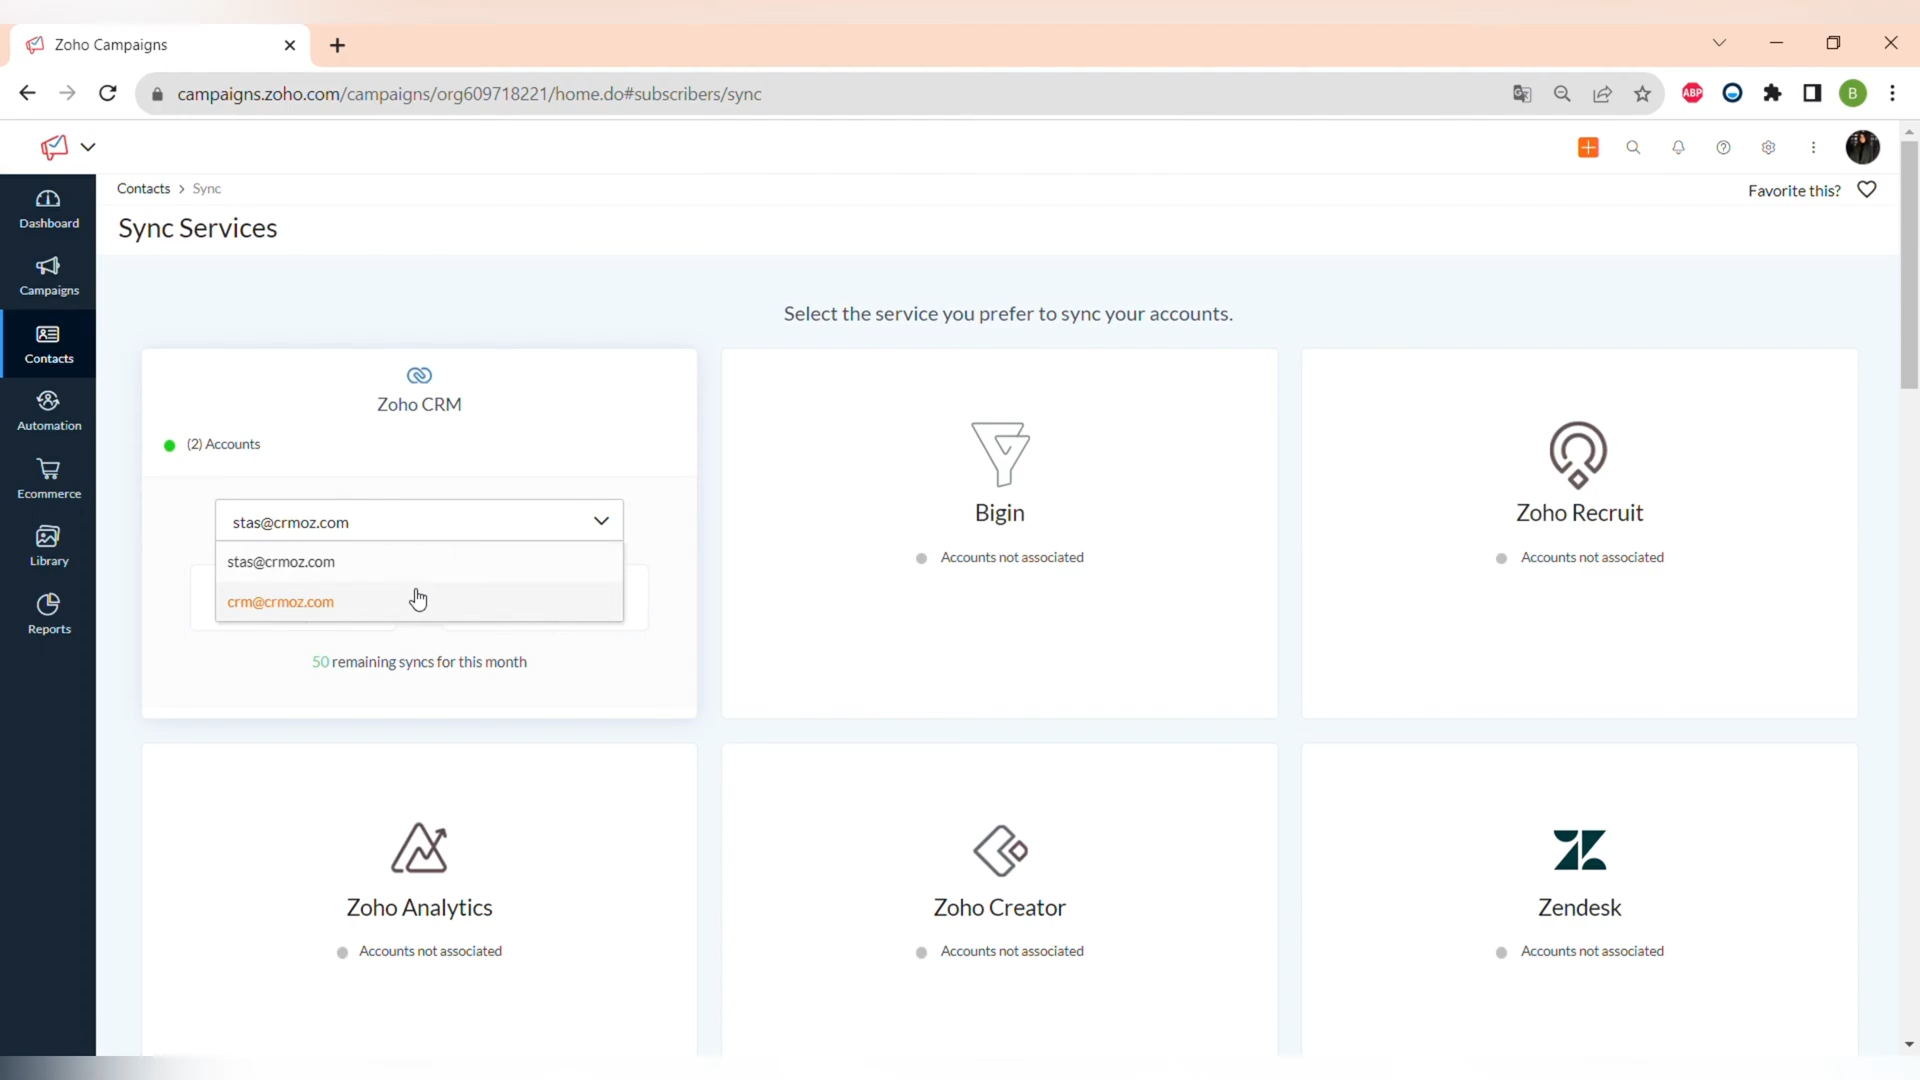 Zoho Campaigns
campaigns.zoho.com/campaigns/org609718221/home.do#subscribers/sync
ABP
B
Contacts > Sync
Favorite this?
Sync Services
Dashboard
Campaigns
Contacts
Automation
Ecommerce
Library
Reports
Select the service you prefer to sync your accounts.
Zoho CRM
(2) Accounts
stas@crmoz.com
stas@crmoz.com
crm@crmoz.com
50 remaining syncs for this month
Bigin
Accounts not associated
Zoho Recruit
Accounts not associated
Zoho Analytics
Accounts not associated
Zoho Creator
Accounts not associated
Zendesk
Accounts not associated